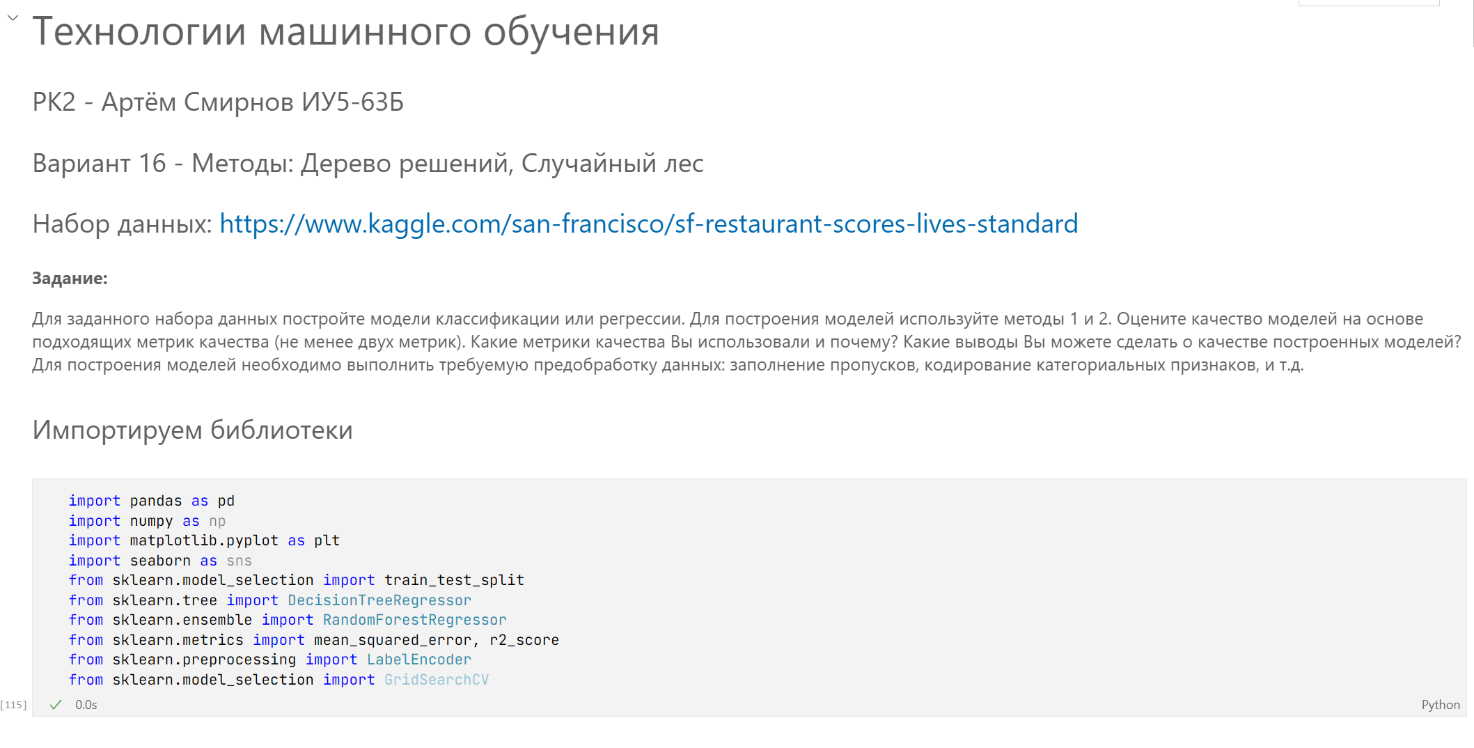 Технологии машинного обучения
РК2 - Артём Смирнов ИУ5-63Б
Вариант 16 - Методы: Дерево решений, Случайный лес
Набор данных: https://www.kaggle.com/san-francisco/sf-restaurant-scores-lives-standard
Задание:
Для заданного набора данных постройте модели классификации или регрессии. Для построения моделей используйте методы 1 и 2. Оцените качество моделей на основе
подходящих метрик качества (не менее двух метрик). Какие метрики качества Вы использовали и почему? Какие выводы Вы можете сделать о качестве построенных моделей?
Для построения моделей необходимо выполнить требуемую предобработку данных: заполнение пропусков, кодирование категориальных признаков, и т.д.
Импортируем библиотеки
import pandas as pd
import numpy as np
import matplotlib.pyplot as plt
import seaborn as sns
from sklearn.model_selection import train_test_split
from sklearn.tree import DecisionTreeRegressor
from sklearn.ensemble import RandomForestRegressor
from sklearn.metrics import mean_squared_error, r2_score
from sklearn.preprocessing import LabelEncoder
from sklearn.model_selection import GridSearchCV
[115] 0.0s Python